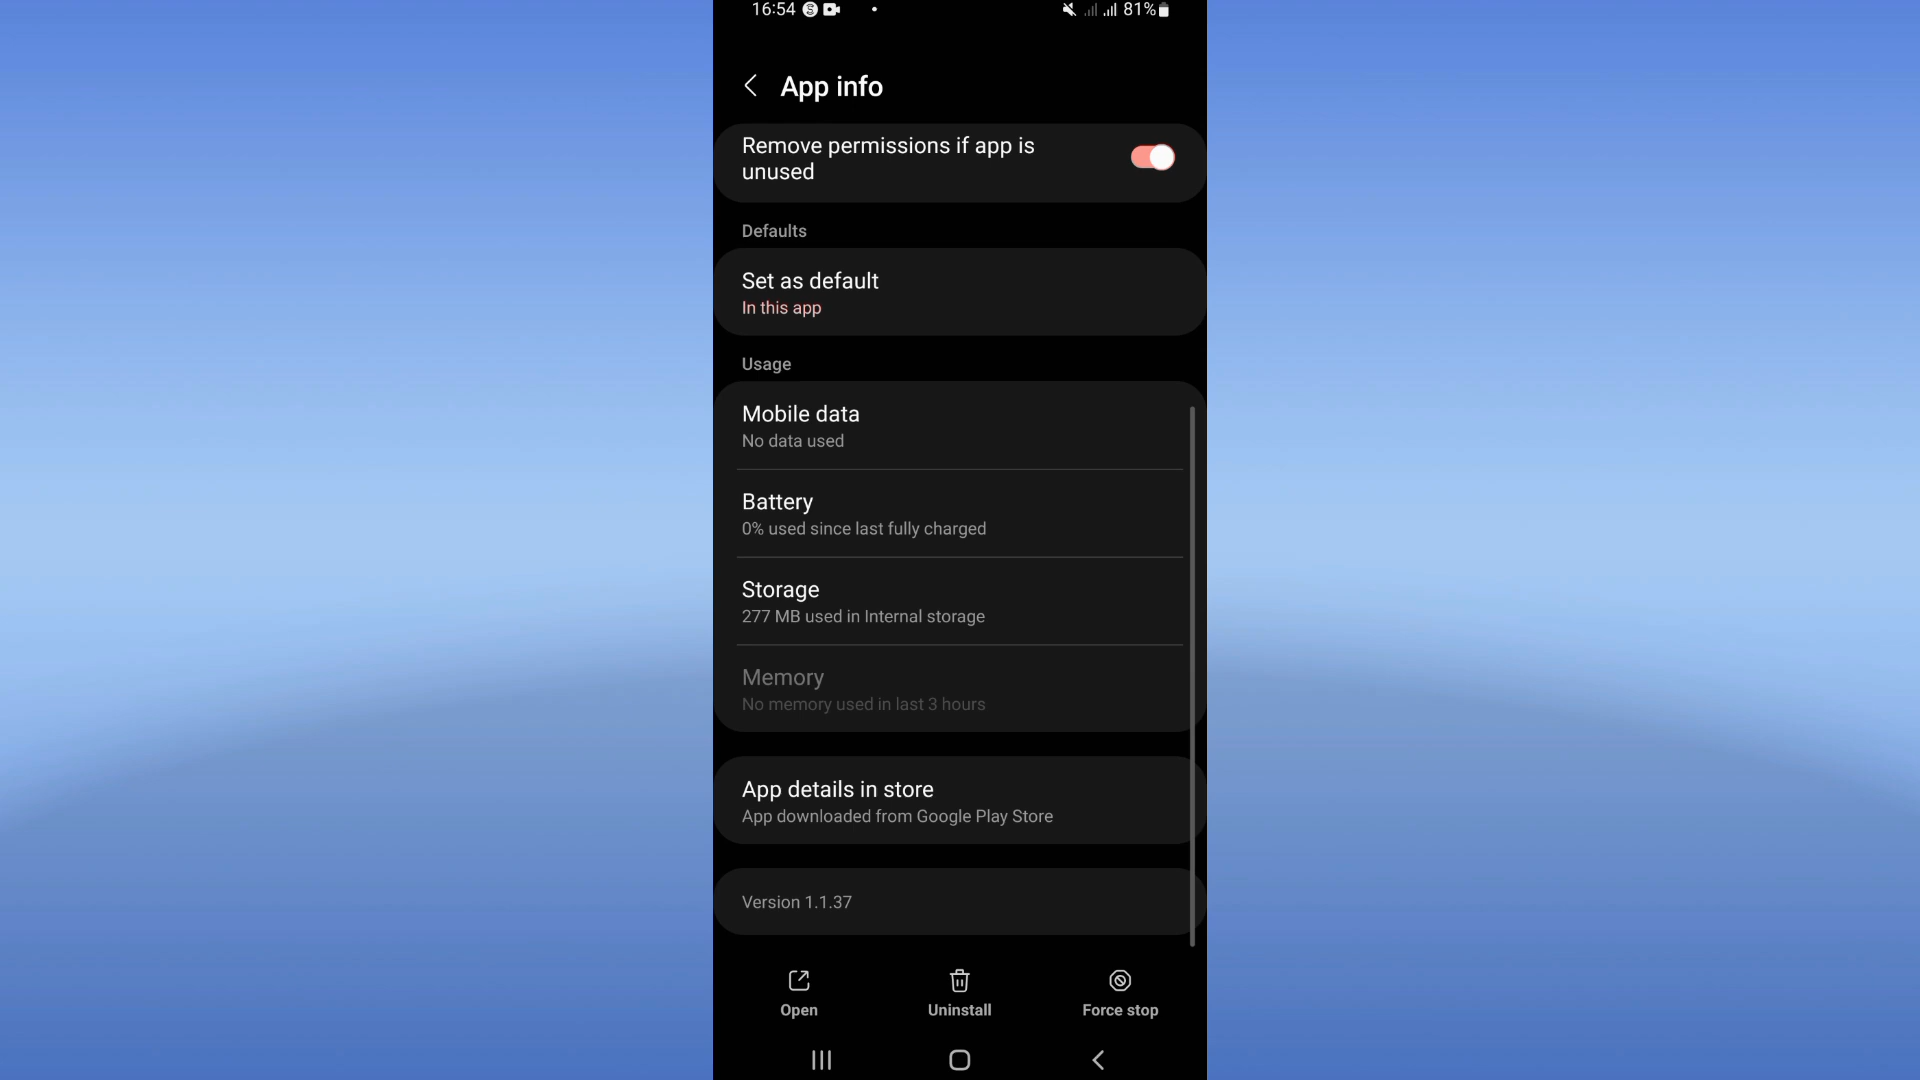 16:54 81%
App info
Remove permissions if app is
unused
Defaults
Set as default
In this app
Usage
Mobile data
No data used
Battery
0% used since last fully charged
Storage
277 MB used in Internal storage
Memory
No memory used in last 3 hours
App details in store
App downloaded from Google Play Store
Version 1.1.37
Open Uninstall Force stop